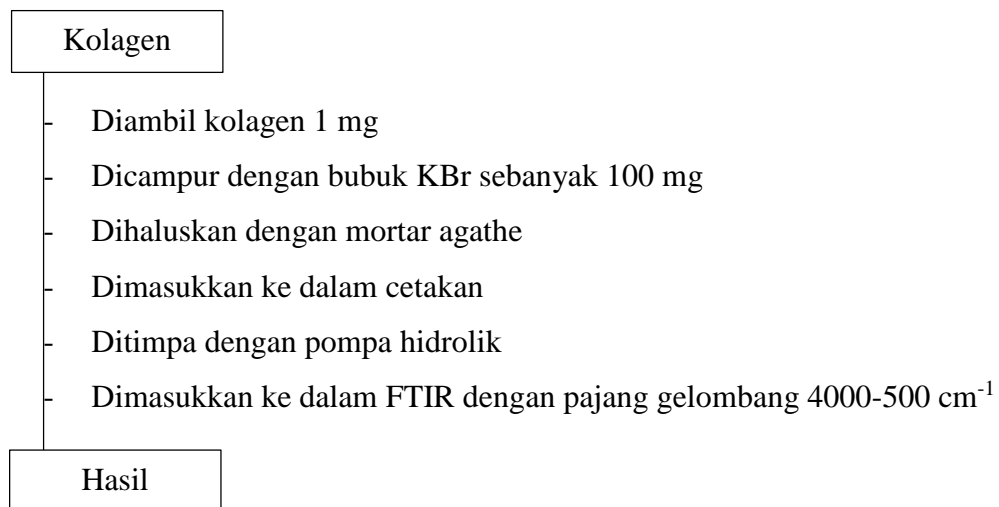 Kolagen
- Diambil kolagen 1 mg
- Dicampur dengan bubuk KBr sebanyak 100 mg
- Dihaluskan dengan mortar agathe
- Dimasukkan ke dalam cetakan
- Ditimpa dengan pompa hidrolik
- Dimasukkan ke dalam FTIR dengan pajang gelombang 4000-500 cm⁻¹
Hasil